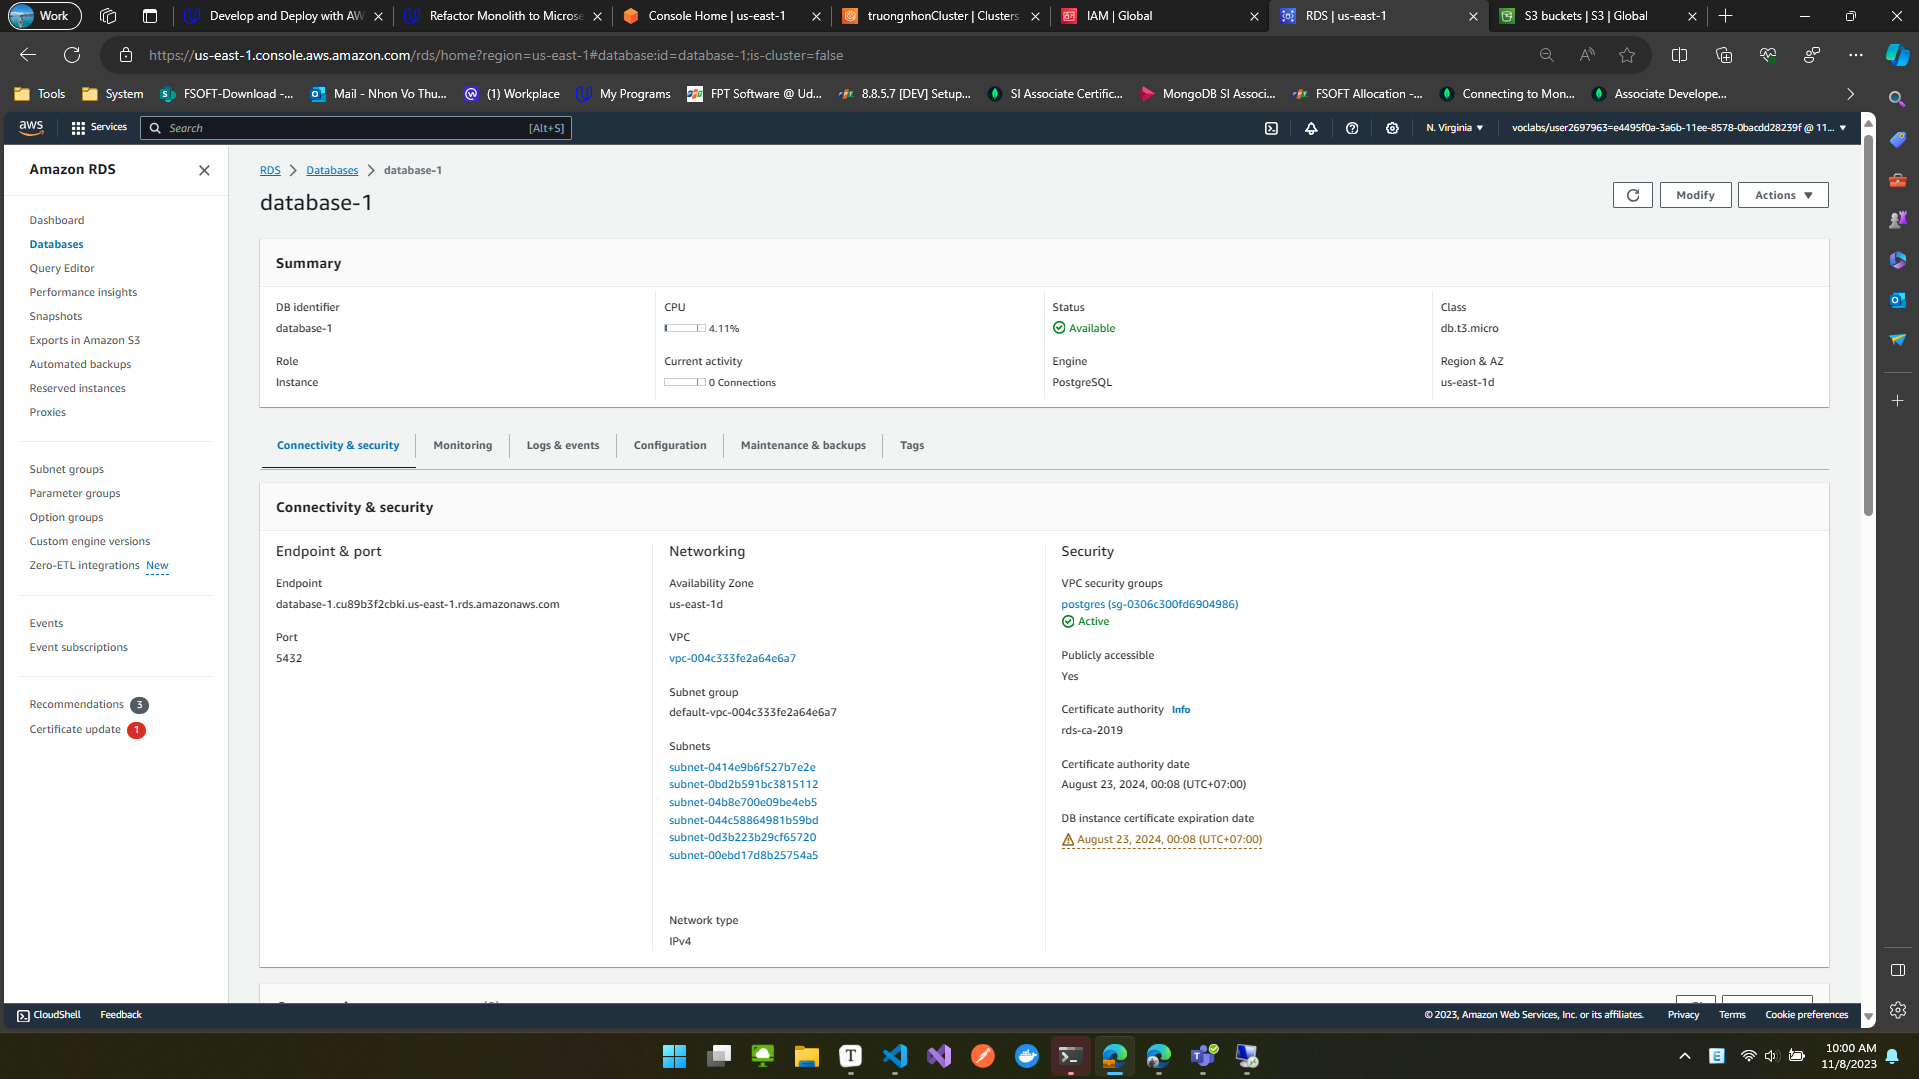 Work
Develop and Deploy with AW
Refactor Monolith to Microse
Console Home | us-east-1
truongnhonCluster | Clusters
IAM | Global
RDS | us-east-1
S3 buckets | S3 | Global
https://us-east-1.console.aws.amazon.com/rds/home?region=us-east-1#database:id=database-1;is-cluster=false
Tools
System
FSOFT-Download -...
Mail - Nhon Vo Thu...
(1) Workplace
My Programs
FPT Software @ Ud...
8.8.5.7 [DEV] Setup...
SI Associate Certific...
MongoDB SI Associ...
FSOFT Allocation -...
Connecting to Mon...
Associate Develope...
aws
Services
Search
[Alt+S]
N. Virginia
voclabs/user2697963=e4495f0a-3a6b-11ee-8578-0bacdd28239f @ 11...
Amazon RDS
Dashboard
Databases
Query Editor
Performance insights
Snapshots
Exports in Amazon S3
Automated backups
Reserved instances
Proxies
Subnet groups
Parameter groups
Option groups
Custom engine versions
Zero-ETL integrations New
Events
Event subscriptions
Recommendations 3
Certificate update 1
RDS
Databases
database-1
database-1
Modify
Actions
Summary
DB identifier
database-1
CPU
4.11%
Status
Available
Class
db.t3.micro
Role
Instance
Current activity
0 Connections
Engine
PostgreSQL
Region & AZ
us-east-1d
Connectivity & security
Monitoring
Logs & events
Configuration
Maintenance & backups
Tags
Connectivity & security
Endpoint & port
Endpoint
database-1.cu89b3f2cbki.us-east-1.rds.amazonaws.com
Port
5432
Networking
Availability Zone
us-east-1d
VPC
vpc-004c333fe2a64e6a7
Subnet group
default-vpc-004c333fe2a64e6a7
Subnets
subnet-0414e9b6f527b7e2e
subnet-0bd2b591bc3815112
subnet-04b8e700e09be4eb5
subnet-044c58864981b59bd
subnet-0d3b223b29cf65720
subnet-00ebd17d8b25754a5
Network type
IPv4
Security
VPC security groups
postgres (sg-0306c300fd6904986)
Active
Publicly accessible
Yes
Certificate authority Info
rds-ca-2019
Certificate authority date
August 23, 2024, 00:08 (UTC+07:00)
DB instance certificate expiration date
August 23, 2024, 00:08 (UTC+07:00)
CloudShell
Feedback
© 2023, Amazon Web Services, Inc. or its affiliates.
Privacy
Terms
Cookie preferences
10:00 AM
11/8/2023